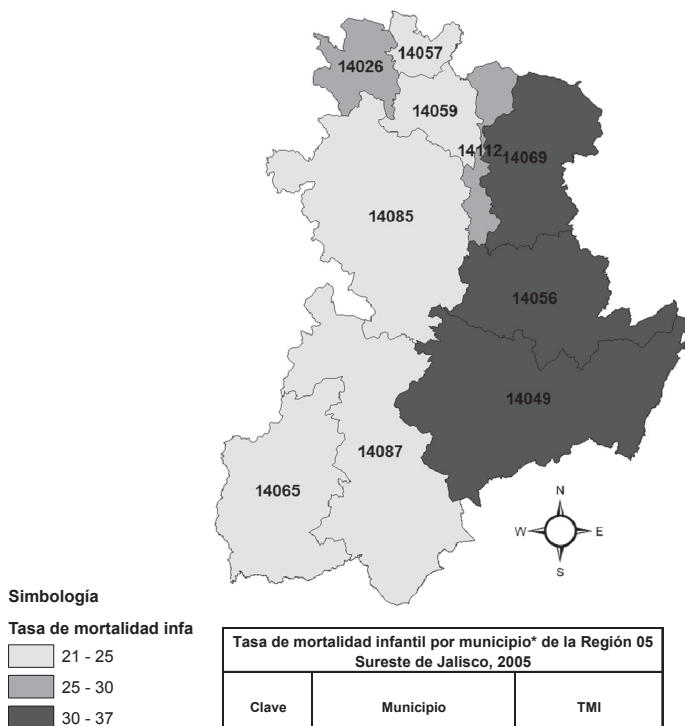 14057
14026
14059
14112
14069
14085
14056
14049
14087
14065
N
W E
S
Simbología
Tasa de mortalidad infa
21 - 25
25 - 30
30 - 37
Tasa de mortalidad infantil por municipio* de la Región 05
Sureste de Jalisco, 2005
Clave Municipio TMI